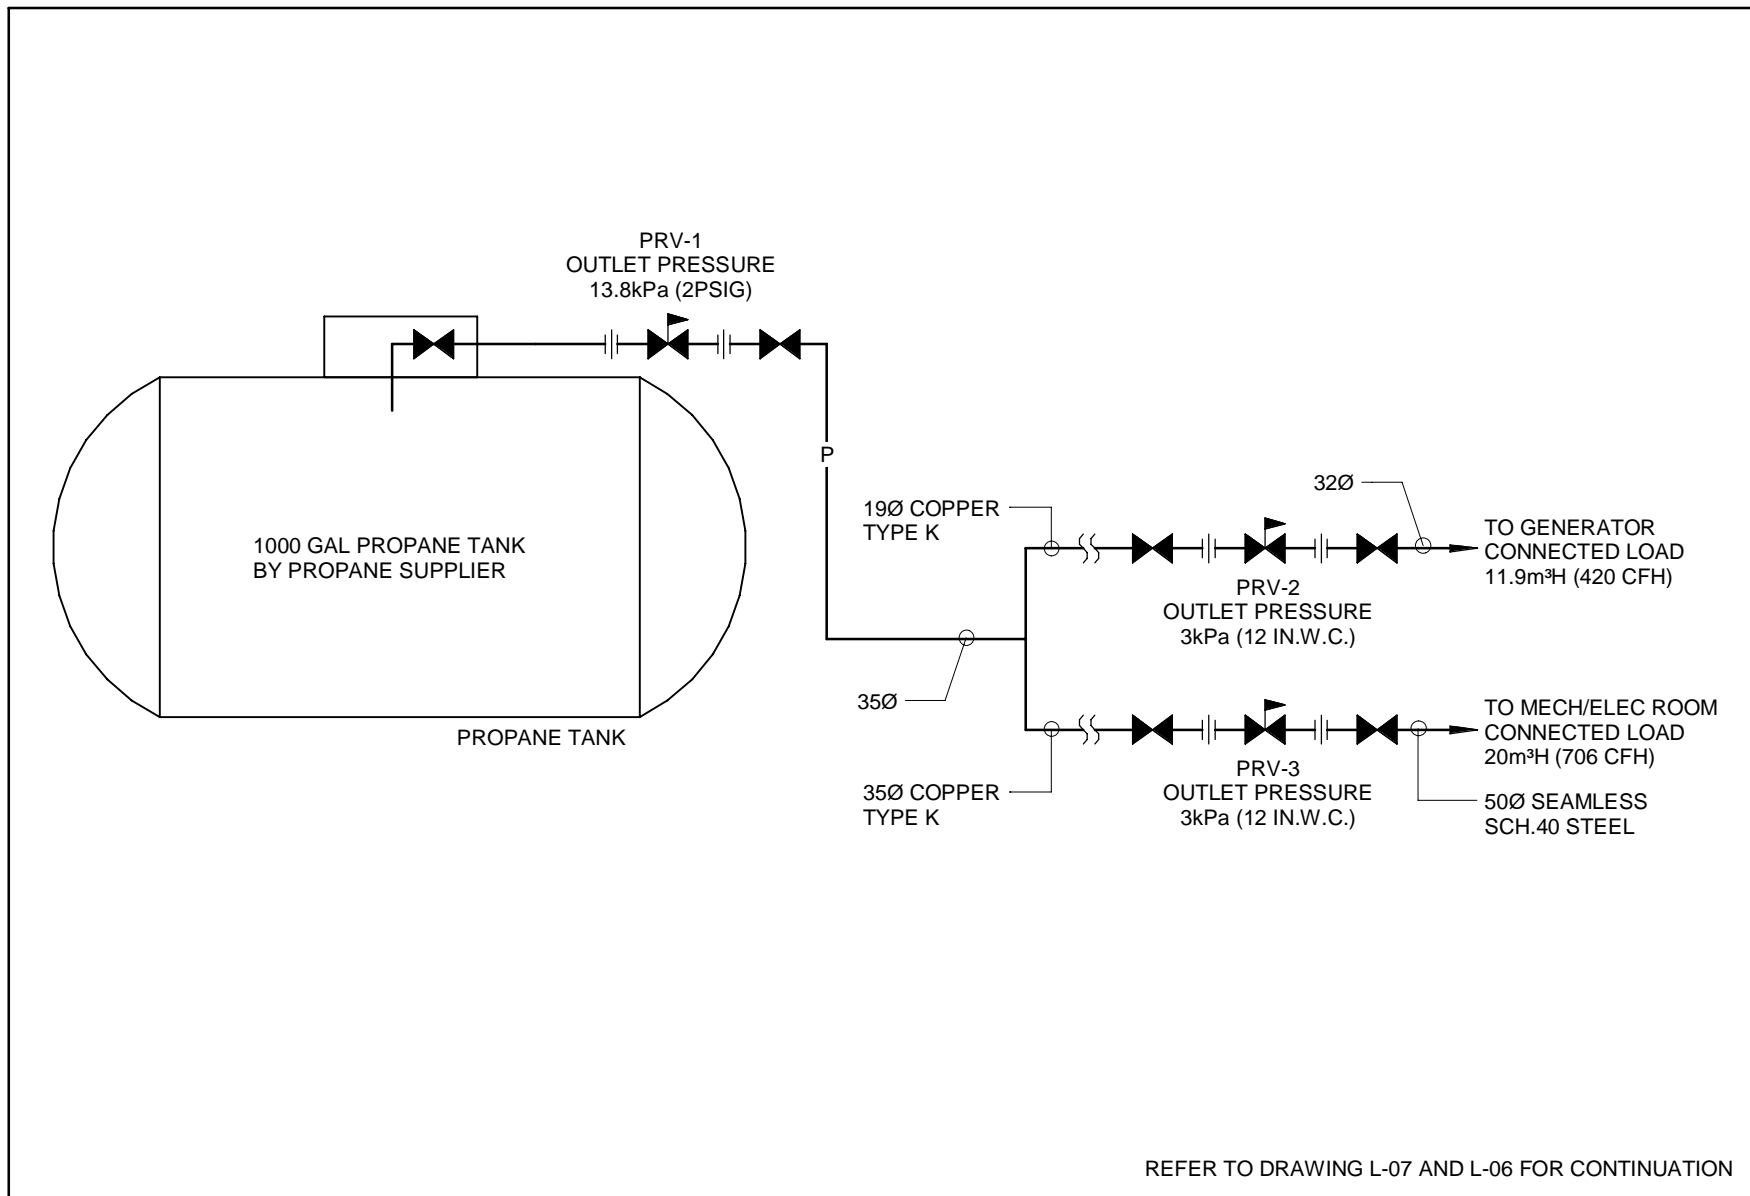 PRV-1
OUTLET PRESSURE
13.8kPa (2PSIG)
P
1000 GAL PROPANE TANK
BY PROPANE SUPPLIER
PROPANE TANK
19Ø COPPER
TYPE K
32Ø
TO GENERATOR
CONNECTED LOAD
11.9m³H (420 CFH)
PRV-2
OUTLET PRESSURE
3kPa (12 IN.W.C.)
35Ø
TO MECH/ELEC ROOM
CONNECTED LOAD
20m³H (706 CFH)
35Ø COPPER
TYPE K
PRV-3
OUTLET PRESSURE
3kPa (12 IN.W.C.)
50Ø SEAMLESS
SCH.40 STEEL
REFER TO DRAWING L-07 AND L-06 FOR CONTINUATION